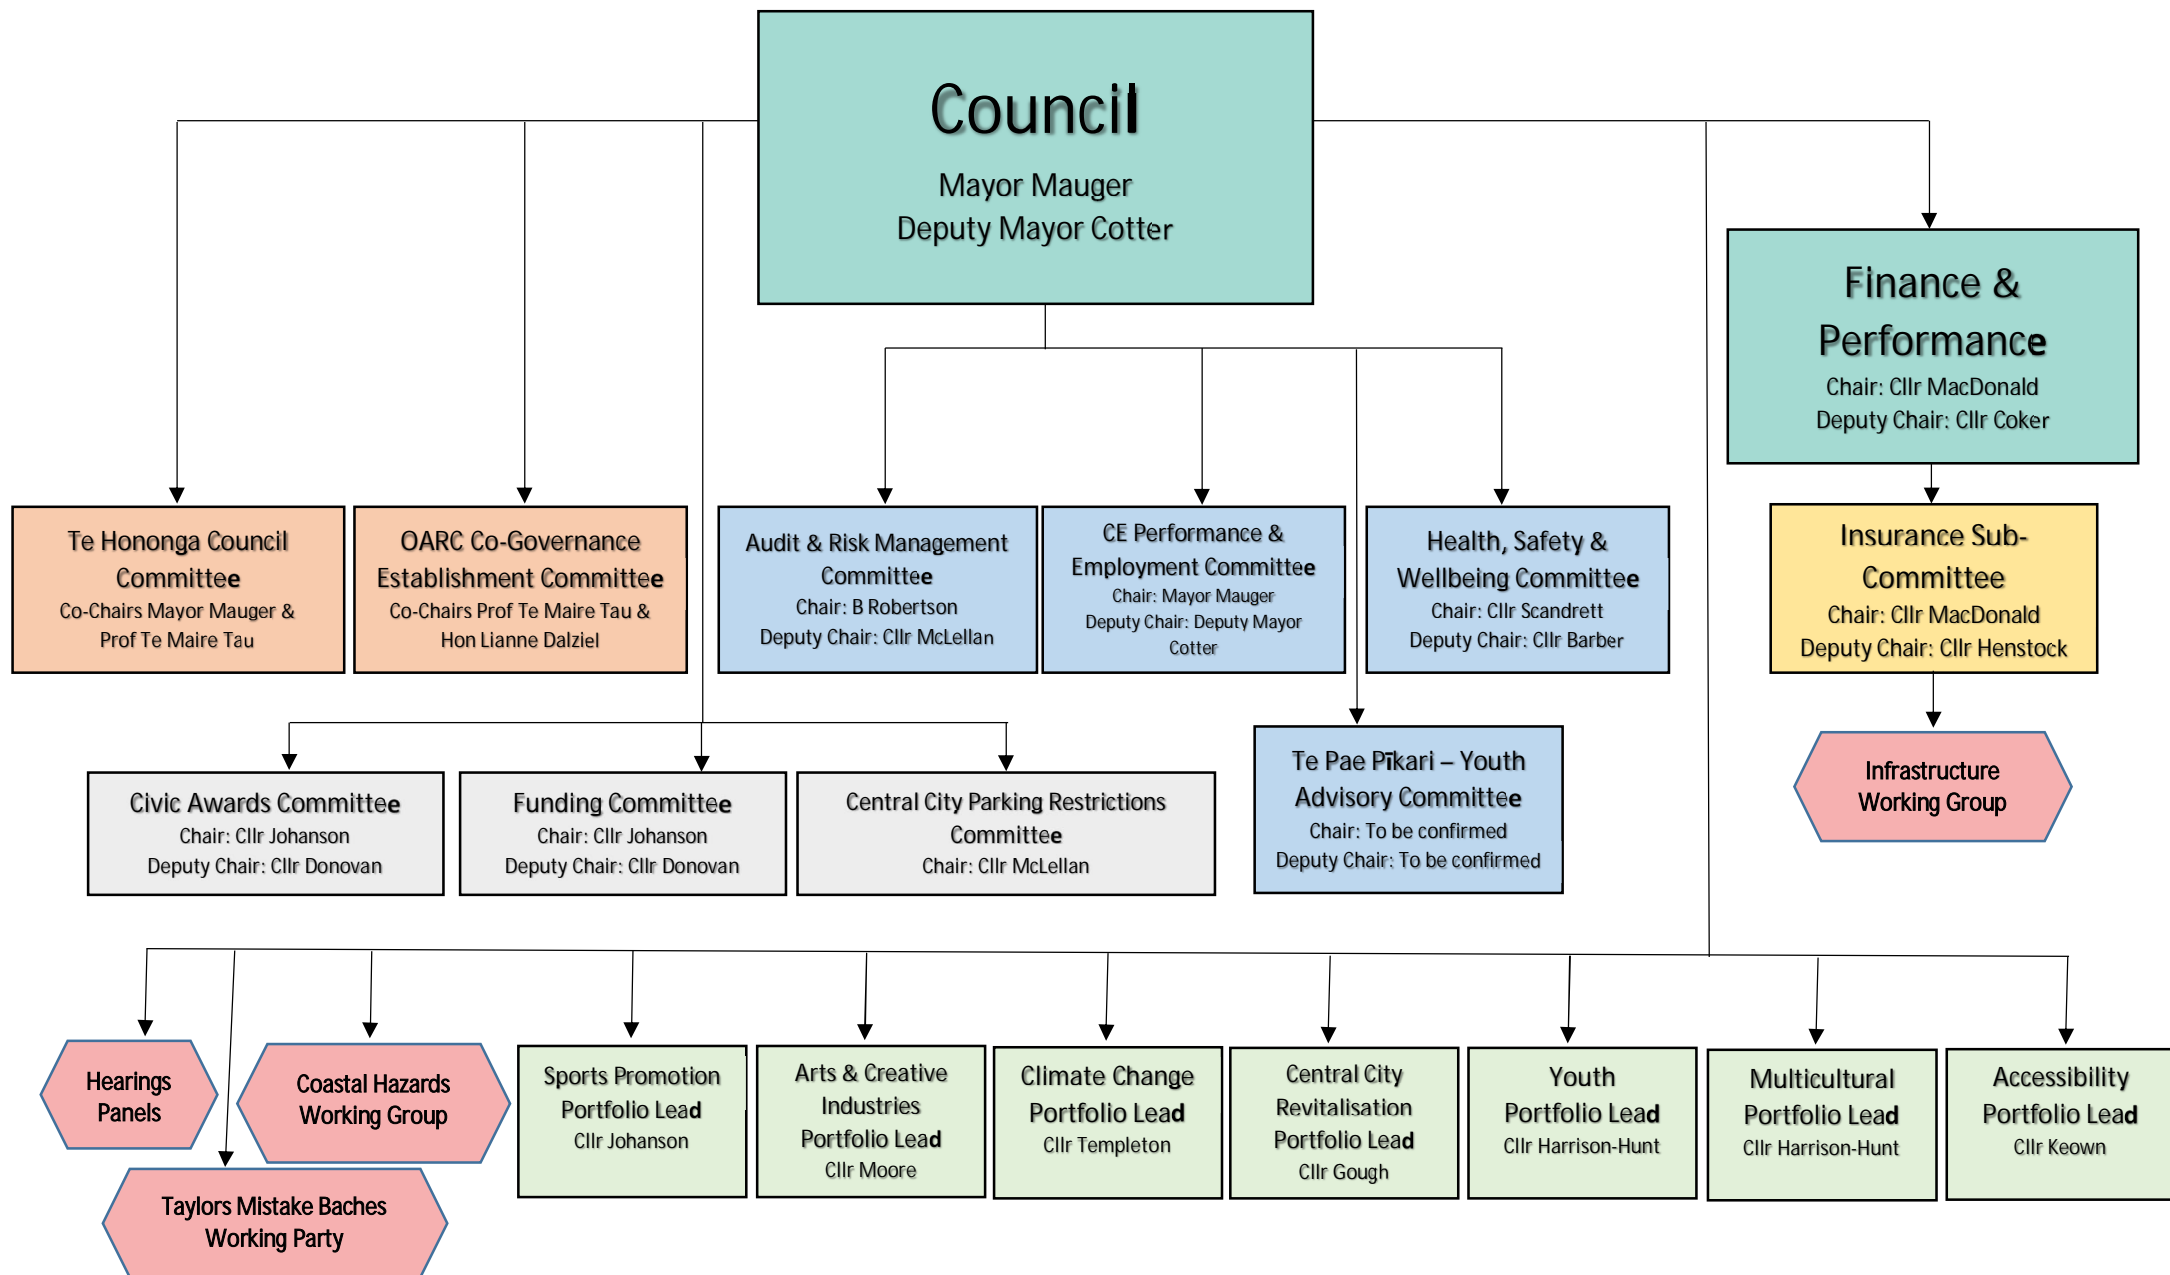 Council
Mayor Mauger
Deputy Mayor Cotter
Finance &
Performance
Chair: Cllr MacDonald
Deputy Chair: Cllr Coker
Te Hononga Council
Committee
Co-Chairs Mayor Mauger &
Prof Te Maire Tau
OARC Co-Governance
Establishment Committee
Co-Chairs Prof Te Maire Tau &
Hon Lianne Dalziel
Audit & Risk Management
Committee
Chair: B Robertson
Deputy Chair: Cllr McLellan
CE Performance &
Employment Committee
Chair: Mayor Mauger
Deputy Chair: Deputy Mayor
Cotter
Health, Safety &
Wellbeing Committee
Chair: Cllr Scandrett
Deputy Chair: Cllr Barber
Insurance Sub-
Committee
Chair: Cllr MacDonald
Deputy Chair: Cllr Henstock
Civic Awards Committee
Chair: Cllr Johanson
Deputy Chair: Cllr Donovan
Funding Committee
Chair: Cllr Johanson
Deputy Chair: Cllr Donovan
Central City Parking Restrictions
Committee
Chair: Cllr McLellan
Te Pae Pīkari – Youth
Advisory Committee
Chair: To be confirmed
Deputy Chair: To be confirmed
Infrastructure
Working Group
Hearings
Panels
Taylors Mistake Baches
Working Party
Coastal Hazards
Working Group
Sports Promotion
Portfolio Lead
Cllr Johanson
Arts & Creative
Industries
Portfolio Lead
Cllr Moore
Climate Change
Portfolio Lead
Cllr Templeton
Central City
Revitalisation
Portfolio Lead
Cllr Gough
Youth
Portfolio Lead
Cllr Harrison-Hunt
Multicultural
Portfolio Lead
Cllr Harrison-Hunt
Accessibility
Portfolio Lead
Cllr Keown